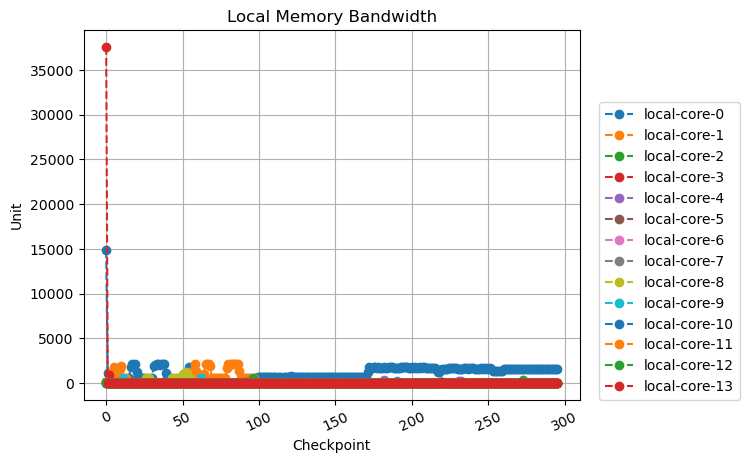 Local Memory Bandwidth
35000
30000
25000
20000
15000
10000
5000
0
Unit
0
50
100
150
200
250
300
Checkpoint
local-core-0
local-core-1
local-core-2
local-core-3
local-core-4
local-core-5
local-core-6
local-core-7
local-core-8
local-core-9
local-core-10
local-core-11
local-core-12
local-core-13